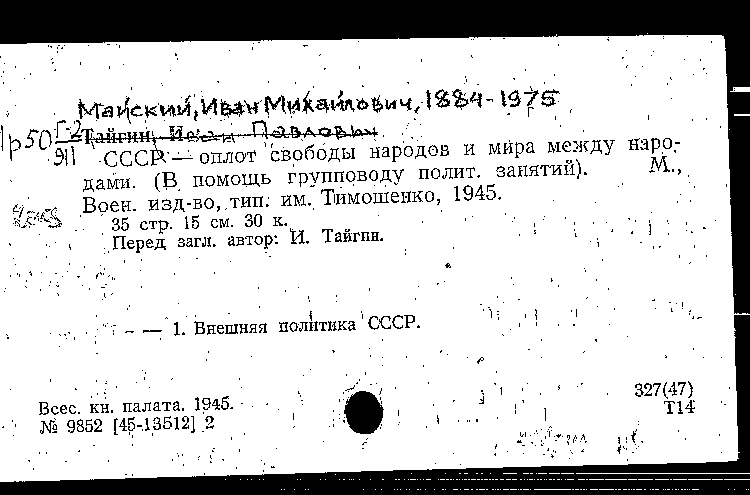 Майский, Иван Михайлович, 1884-1975
Тайгин, Иван Павлович
СССР — оплот свободы народов и мира между наро-
дами. (В помощь групповоду полит. занятий). М.,
Воен. изд-во, тип. им. Тимошенко, 1945.
35 стр. 15 см. 30 к.
Перед загл. автор: И. Тайгин.
— — 1. Внешняя политика СССР.
327(47)
Т14
Всес. кн. палата. 1945.
№ 9852 [45-13512] 2